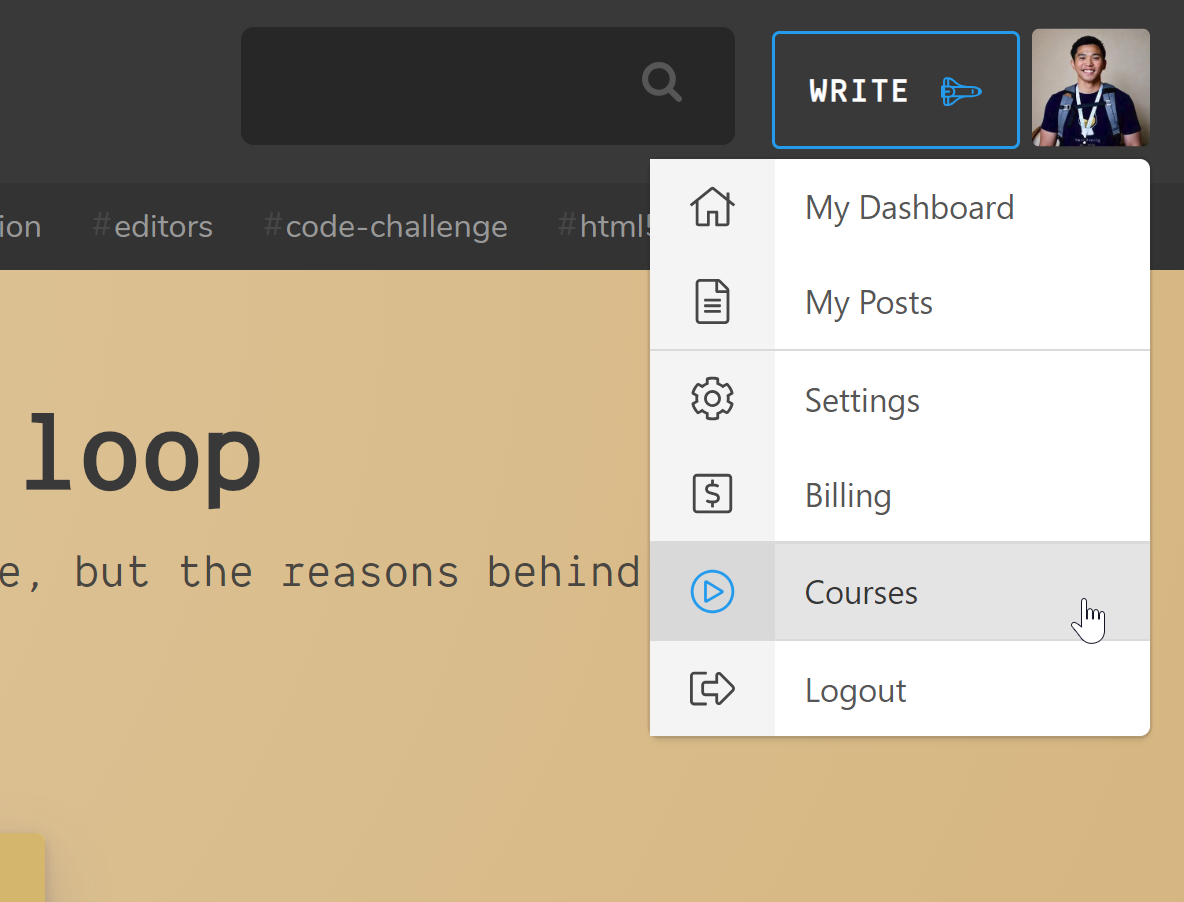 WRITE
ion #editors #code-challenge #html5
My Dashboard
My Posts
Settings
loop
Billing
e, but the reasons behind
Courses
Logout